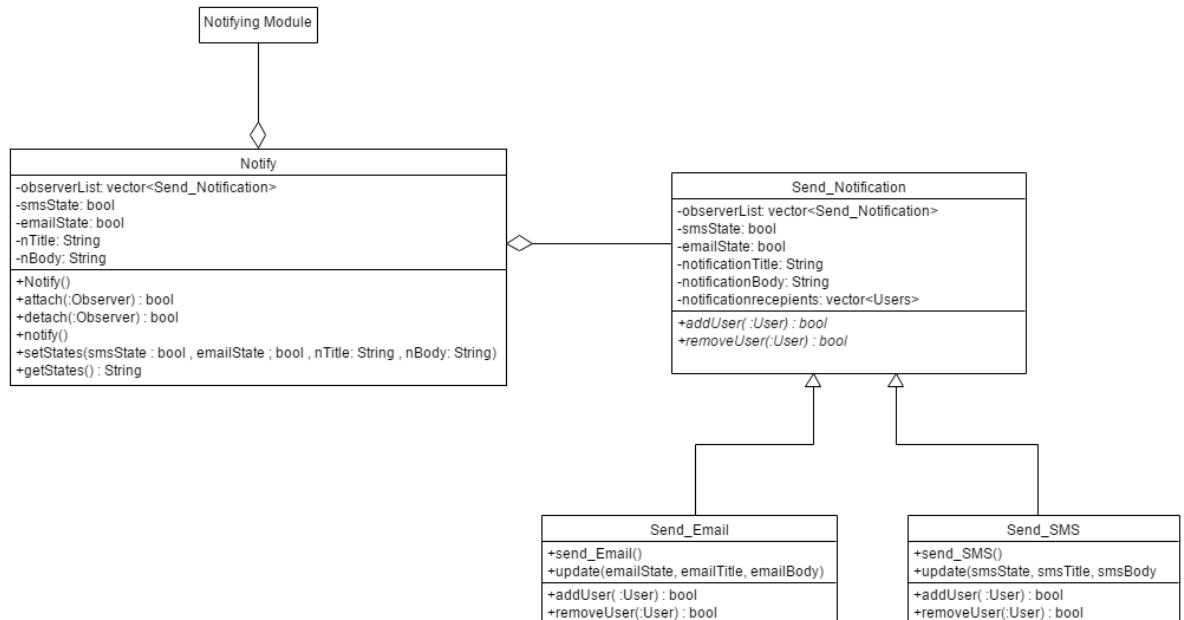 Notifying Module
Notify
-observerList: vector<Send_Notification>
-smsState: bool
-emailState: bool
-nTitle: String
-nBody: String
+Notify()
+attach(:Observer) : bool
+detach(:Observer) : bool
+notify()
+setStates(smsState : bool , emailState ; bool , nTitle: String , nBody: String)
+getStates() : String
Send_Notification
-observerList: vector<Send_Notification>
-smsState: bool
-emailState: bool
-notificationTitle: String
-notificationBody: String
-notificationrecepients: vector<Users>
+addUser( :User) : bool
+removeUser(:User) : bool
Send_Email
+send_Email()
+update(emailState, emailTitle, emailBody)
+addUser( :User) : bool
+removeUser(:User) : bool
Send_SMS
+send_SMS()
+update(smsState, smsTitle, smsBody
+addUser( :User) : bool
+removeUser(:User) : bool